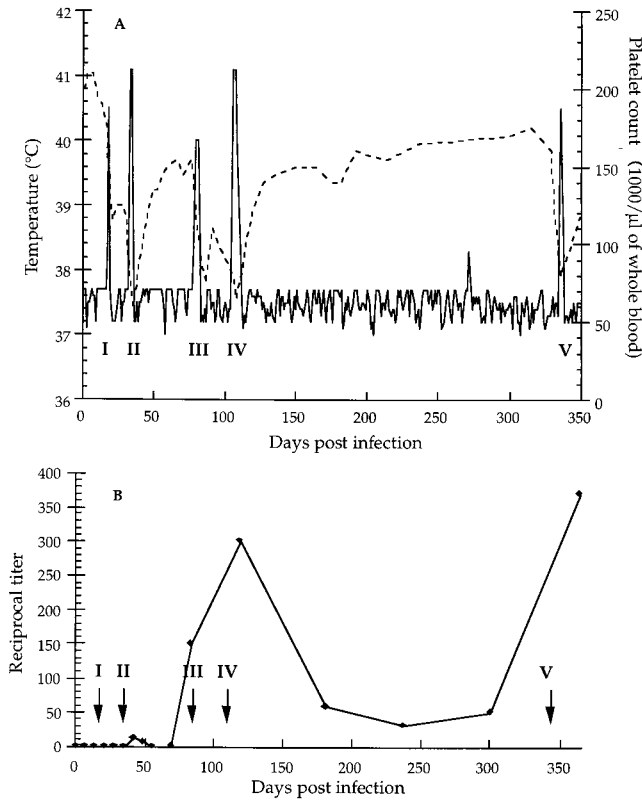 A
42
41
40
39
38
37
36
Temperature (°C)
250
200
150
100
50
0
Platelet count (1000/µl of whole blood)
I II III IV V
0 50 100 150 200 250 300 350
Days post infection
B
400
350
300
250
200
150
100
50
0
Reciprocal titer
I II III IV V
0 50 100 150 200 250 300 350
Days post infection